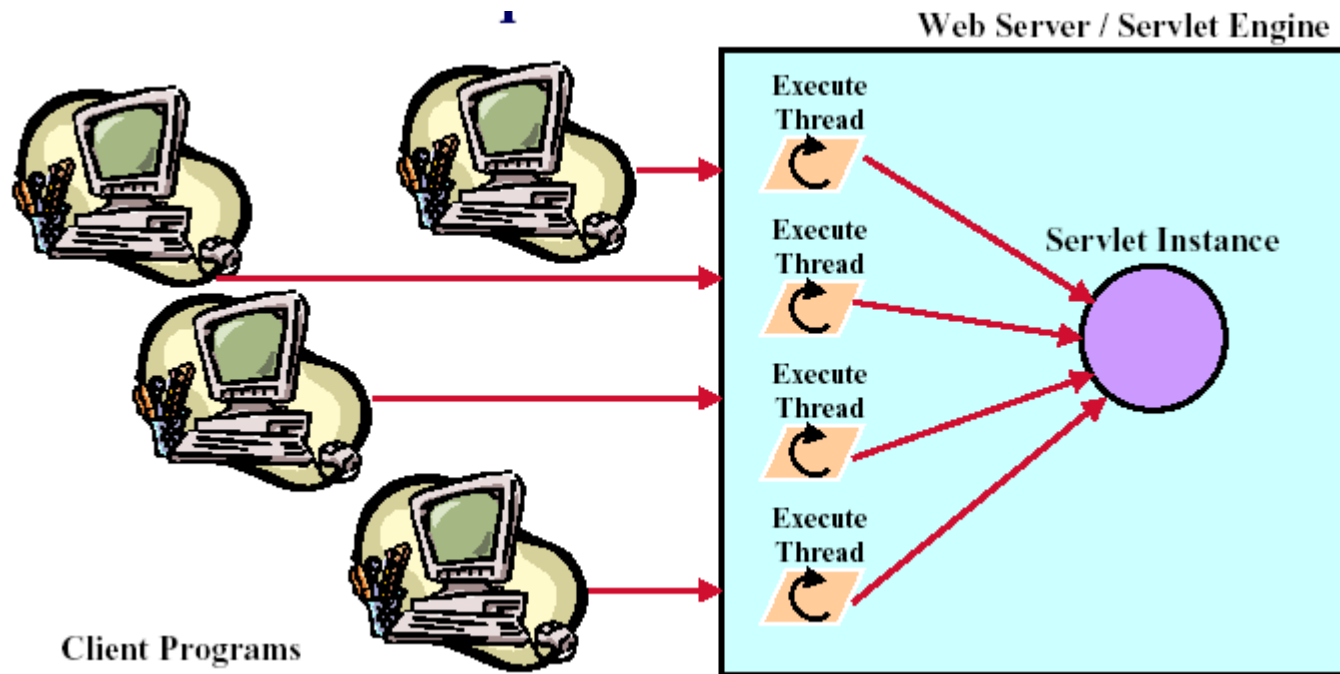 Web Server / Servlet Engine
Execute
Thread
Execute
Thread
Servlet Instance
Execute
Thread
Execute
Thread
Client Programs